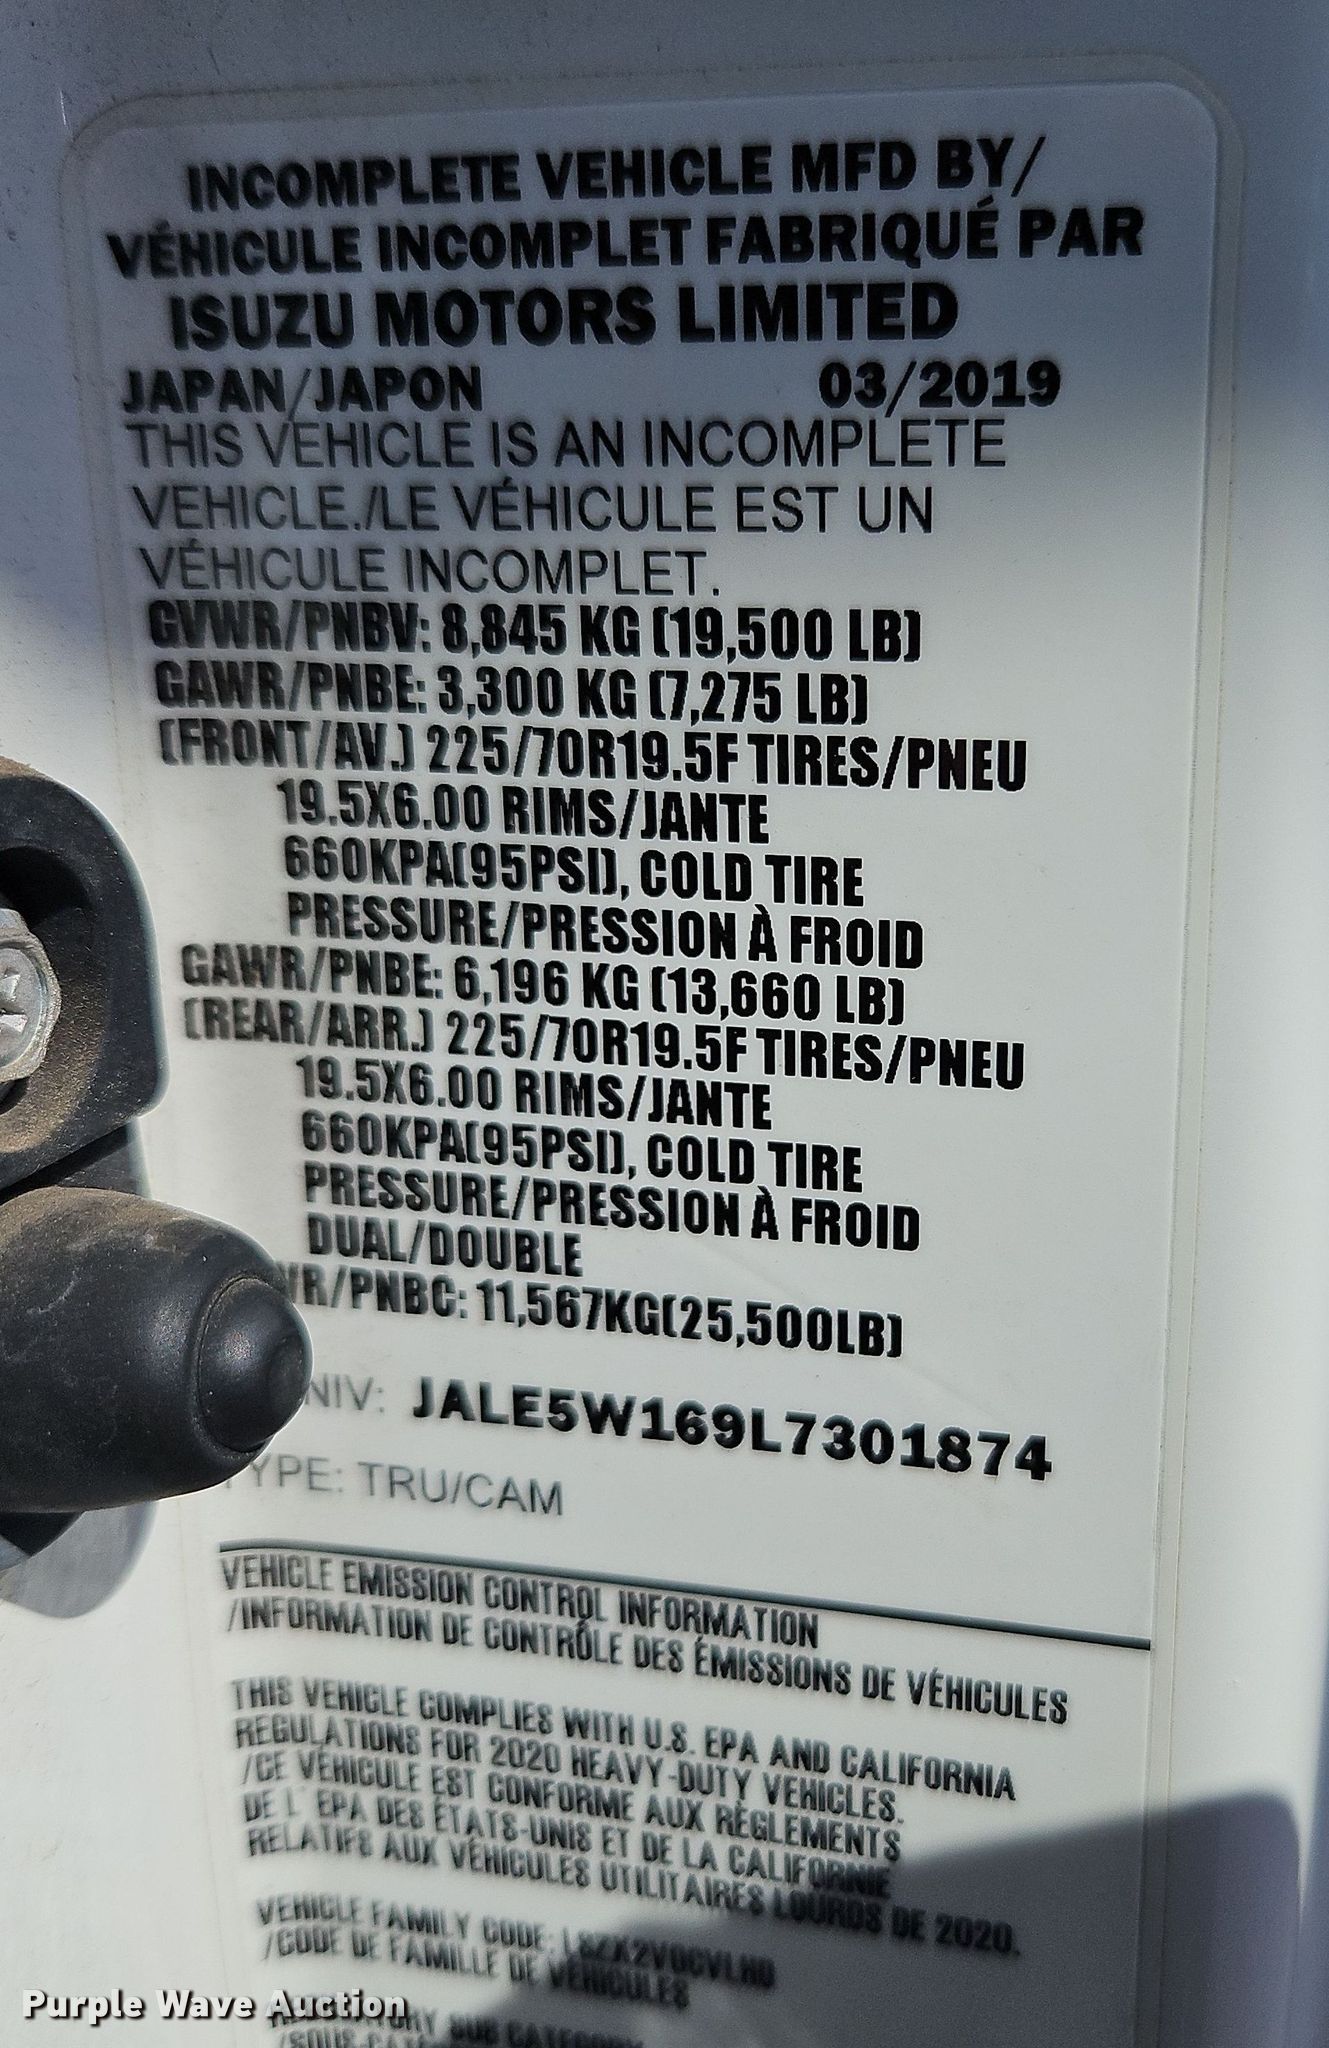 INCOMPLETE VEHICLE MFD BY/
VÉHICULE INCOMPLET FABRIQUÉ PAR
ISUZU MOTORS LIMITED
JAPAN/JAPON 03/2019
THIS VEHICLE IS AN INCOMPLETE
VEHICLE./LE VÉHICULE EST UN
VÉHICULE INCOMPLET.
GVWR/PNBV: 8,845 KG (19,500 LB)
GAWR/PNBE: 3,300 KG (7,275 LB)
(FRONT/AV.) 225/70R19.5F TIRES/PNEU
19.5X6.00 RIMS/JANTE
660KPA(95PSI), COLD TIRE
PRESSURE/PRESSION À FROID
GAWR/PNBE: 6,196 KG (13,660 LB)
(REAR/ARR.) 225/70R19.5F TIRES/PNEU
19.5X6.00 RIMS/JANTE
660KPA(95PSI), COLD TIRE
PRESSURE/PRESSION À FROID
DUAL/DOUBLE
WR/PNBC: 11,567KG(25,500LB)
NIV: JALE5W169L7301874
TYPE: TRU/CAM
VEHICLE EMISSION CONTROL INFORMATION
/INFORMATION DE CONTRÔLE DES ÉMISSIONS DE VÉHICULES
THIS VEHICLE COMPLIES WITH U.S. EPA AND CALIFORNIA
REGULATIONS FOR 2020 HEAVY-DUTY VEHICLES.
/CE VÉHICULE EST CONFORME AUX RÈGLEMENTS
DE L'EPA DES ÉTATS-UNIS ET DE LA CALIFORNIE
RELATIFS AUX VÉHICULES UTILITAIRES LOURDS DE 2020.
VEHICLE FAMILY CODE:
/CODE DE FAMILLE DE VÉHICULES
SUB CATEGORY
Purple Wave Auction